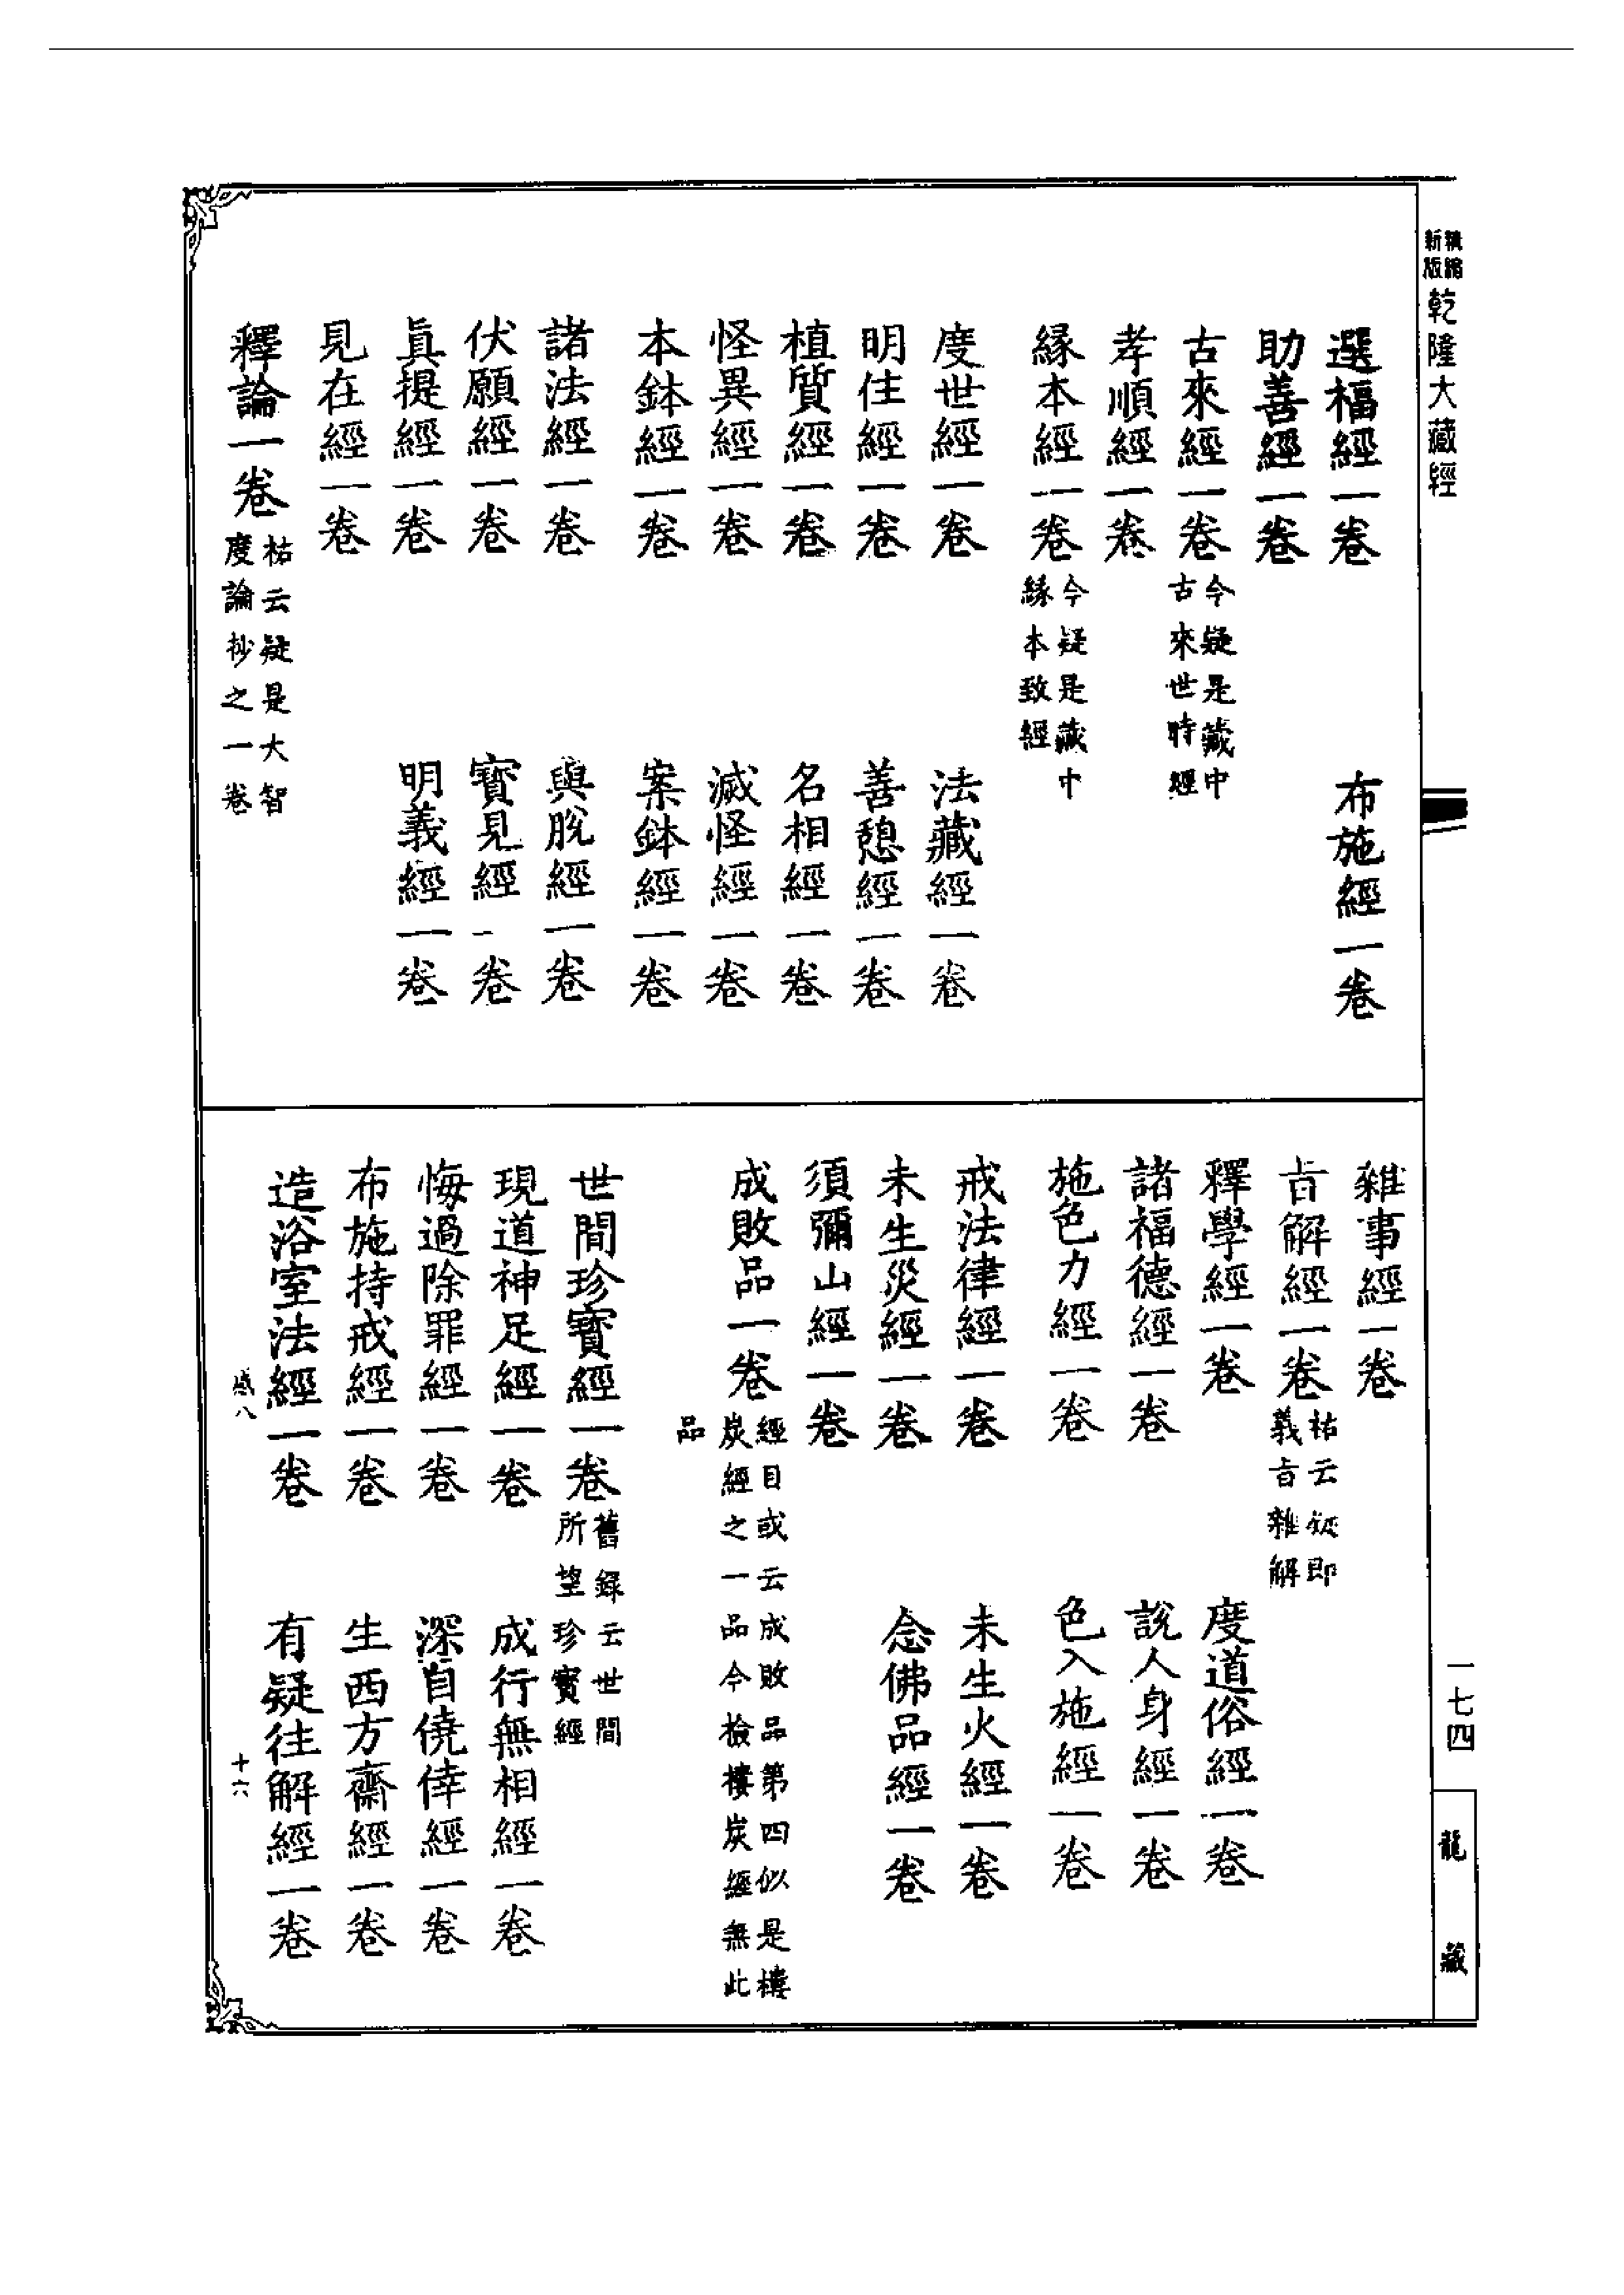 精縮新版 乾隆大藏經
選福經一卷　布施經一卷
助善經一卷
古來經一卷 今疑是藏中古來世時經
孝順經一卷
緣本經一卷 今疑是藏中緣本致經
度世經一卷　法藏經一卷
明住經一卷　善憩經一卷
植質經一卷　名相經一卷
怪異經一卷　滅怪經一卷
本鉢經一卷　案鉢經一卷
諸法經一卷　與脫經一卷
伏願經一卷　寶見經一卷
眞提經一卷　明義經一卷
見在經一卷
釋論一卷 祐云疑是大智度論抄之一卷
雜事經一卷
旨解經一卷 祐云疑即義旨雜解
釋學經一卷　度道俗經一卷
諸福德經一卷　說人身經一卷
施色力經一卷　色入施經一卷
戒法律經一卷　未生火經一卷
未生災經一卷　念佛品經一卷
須彌山經一卷
成敗品一卷 經目或云成敗品第四似是樓炭經之一品今檢樓炭經無此品
世間珍寶經一卷 舊錄云世間所望珍寶經
現道神足經一卷　成行無相經一卷
悔過除罪經一卷　深自僥倖經一卷
布施持戒經一卷　生西方齋經一卷
造浴室法經一卷　有疑往解經一卷
感八　十六
一七四
龍藏